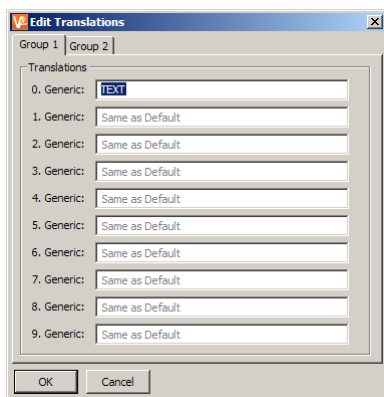 Edit Translations
Group 1 Group 2
Translations
0. Generic: TEXT
1. Generic: Same as Default
2. Generic: Same as Default
3. Generic: Same as Default
4. Generic: Same as Default
5. Generic: Same as Default
6. Generic: Same as Default
7. Generic: Same as Default
8. Generic: Same as Default
9. Generic: Same as Default
OK Cancel